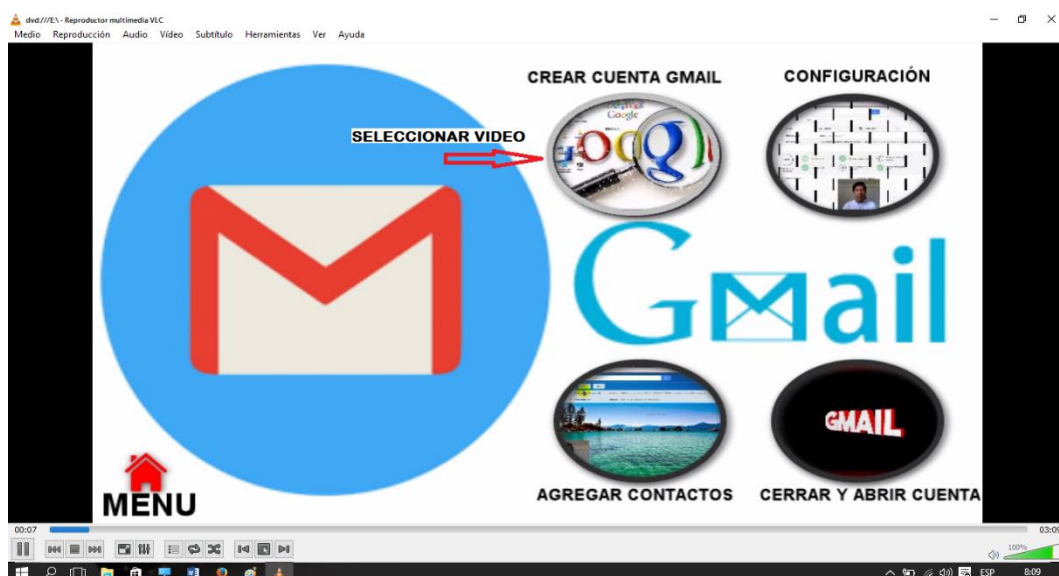 dvd:///E:\ - Reproductor multimedia VLC
Medio Reproducción Audio Vídeo Subtítulo Herramientas Ver Ayuda
CREAR CUENTA GMAIL
CONFIGURACIÓN
SELECCIONAR VIDEO
Google
Gmail
GMAIL
MENU
AGREGAR CONTACTOS
CERRAR Y ABRIR CUENTA
00:07
03:09
100%
ESP
8:09